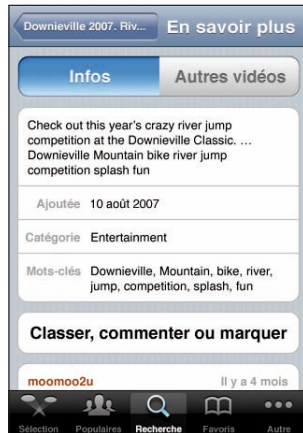 Downieville 2007. Riv... En savoir plus
Infos Autres vidéos
Check out this year's crazy river jump
competition at the Downieville Classic. ...
Downieville Mountain bike river jump
competition splash fun
Ajoutée 10 août 2007
Catégorie Entertainment
Mots-clés Downieville, Mountain, bike, river,
jump, competition, splash, fun
Classer, commenter ou marquer
moomoo2u Il y a 4 mois
Sélection Populaires Recherche Favoris Autre